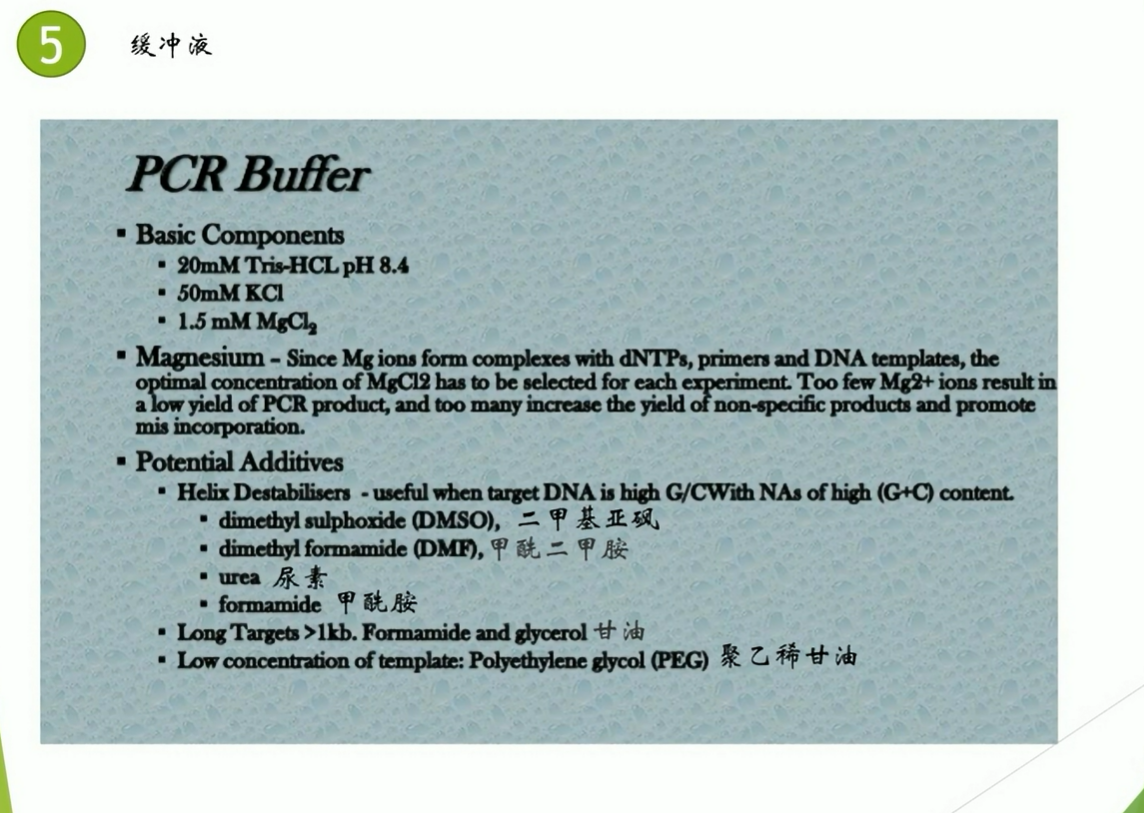 5 缓冲液
PCR Buffer
▪ Basic Components
▪ 20mM Tris-HCL pH 8.4
▪ 50mM KCl
▪ 1.5 mM MgCl₂
▪ Magnesium – Since Mg ions form complexes with dNTPs, primers and DNA templates, the
optimal concentration of MgCl2 has to be selected for each experiment. Too few Mg2+ ions result in
a low yield of PCR product, and too many increase the yield of non-specific products and promote
mis incorporation.
▪ Potential Additives
▪ Helix Destabilisers - useful when target DNA is high G/CWith NAs of high (G+C) content.
▪ dimethyl sulphoxide (DMSO), 二甲基亚砜
▪ dimethyl formamide (DMF), 甲酰二甲胺
▪ urea 尿素
▪ formamide 甲酰胺
▪ Long Targets >1kb. Formamide and glycerol 甘油
▪ Low concentration of template: Polyethylene glycol (PEG) 聚乙稀甘油